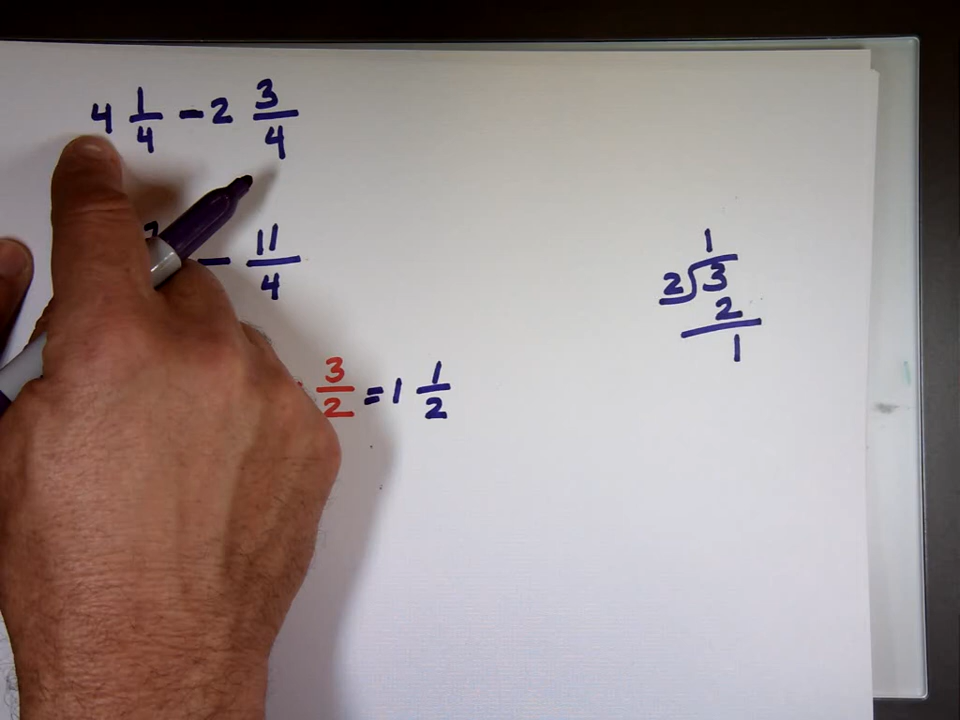 4 1/4 - 2 3/4
- 11/4
3/2 = 1 1/2
1
2 √3
2
1